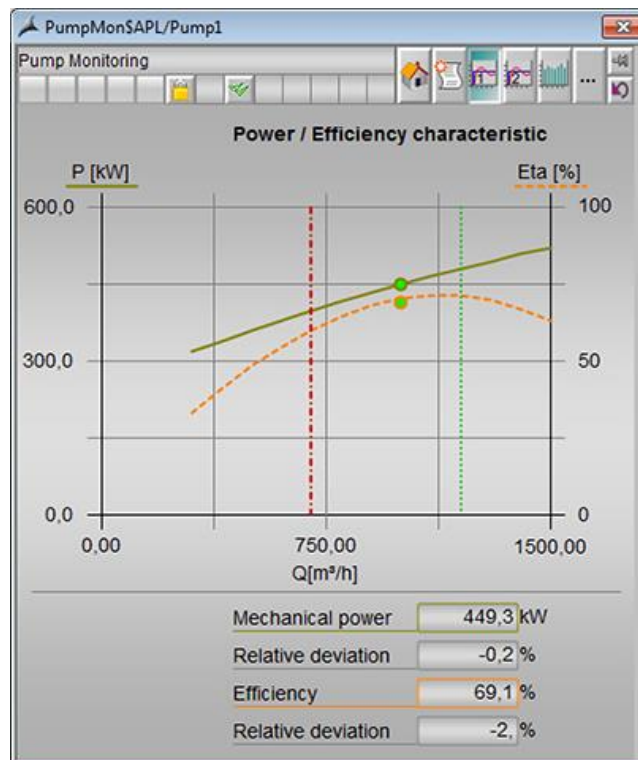 PumpMon$APL/Pump1
Pump Monitoring
1 2 ...
Power / Efficiency characteristic
P [kW] Eta [%]
600,0 100
300,0 50
0,0 0
0,00 750,00 1500,00
Q[m³/h]
Mechanical power 449,3 kW
Relative deviation -0,2 %
Efficiency 69,1 %
Relative deviation -2, %